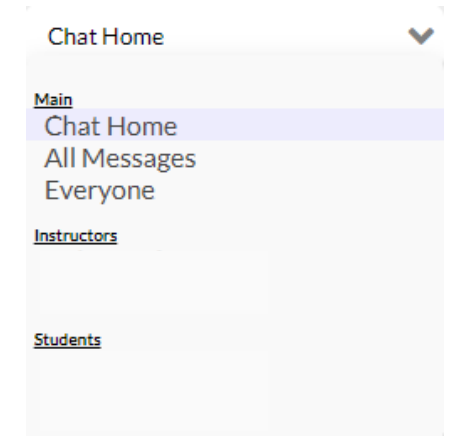 Chat Home
Main
Chat Home
All Messages
Everyone
Instructors
Students